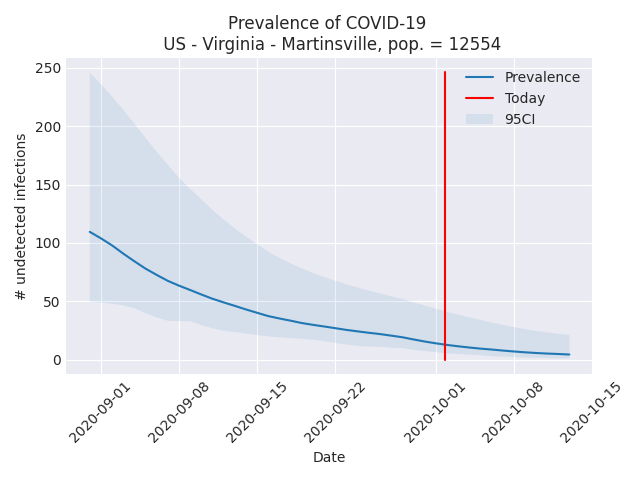 Prevalence of COVID-19
US - Virginia - Martinsville, pop. = 12554
250
200
150
100
50
0
# undetected infections
Prevalence
Today
95CI
2020-09-01
2020-09-08
2020-09-15
2020-09-22
2020-10-01
2020-10-08
2020-10-15
Date